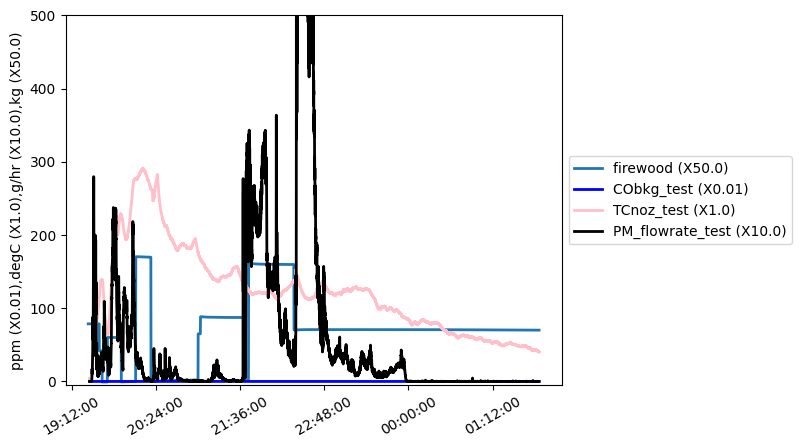 500
400
300
200
100
0
ppm (X0.01),degC (X1.0),g/hr (X10.0),kg (X50.0)
19:12:00
20:24:00
21:36:00
22:48:00
00:00:00
01:12:00
firewood (X50.0)
CObkg_test (X0.01)
TCnoz_test (X1.0)
PM_flowrate_test (X10.0)